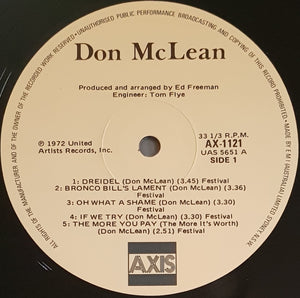 WORK RESERVED • UNAUTHORISED PUBLIC PERFORMANCE BROADCASTING AND COPYING OF THIS RECORD PROHIBITED • MADE BY E M I (AUSTRALIA) LIMITED SYDNEY N.S.W.
ALL RIGHTS OF THE MANUFACTURER AND OF THE OWNER OF THE RECORDED
Don McLean
Produced and arranged by Ed Freeman
Engineer: Tom Flye
℗ 1972 United
Artists Records, Inc.
33 1/3 R.P.M.
AX-1121
UAS 5651 A
SIDE 1
1: DREIDEL (Don McLean) (3.45) Festival
2: BRONCO BILL'S LAMENT (Don McLean) (3.36)
Festival
3: OH WHAT A SHAME (Don McLean) (3.30)
Festival
4: IF WE TRY (Don McLean) (3.30) Festival
5: THE MORE YOU PAY (The More It's Worth)
(Don McLean) (2.51) Festival
AXIS